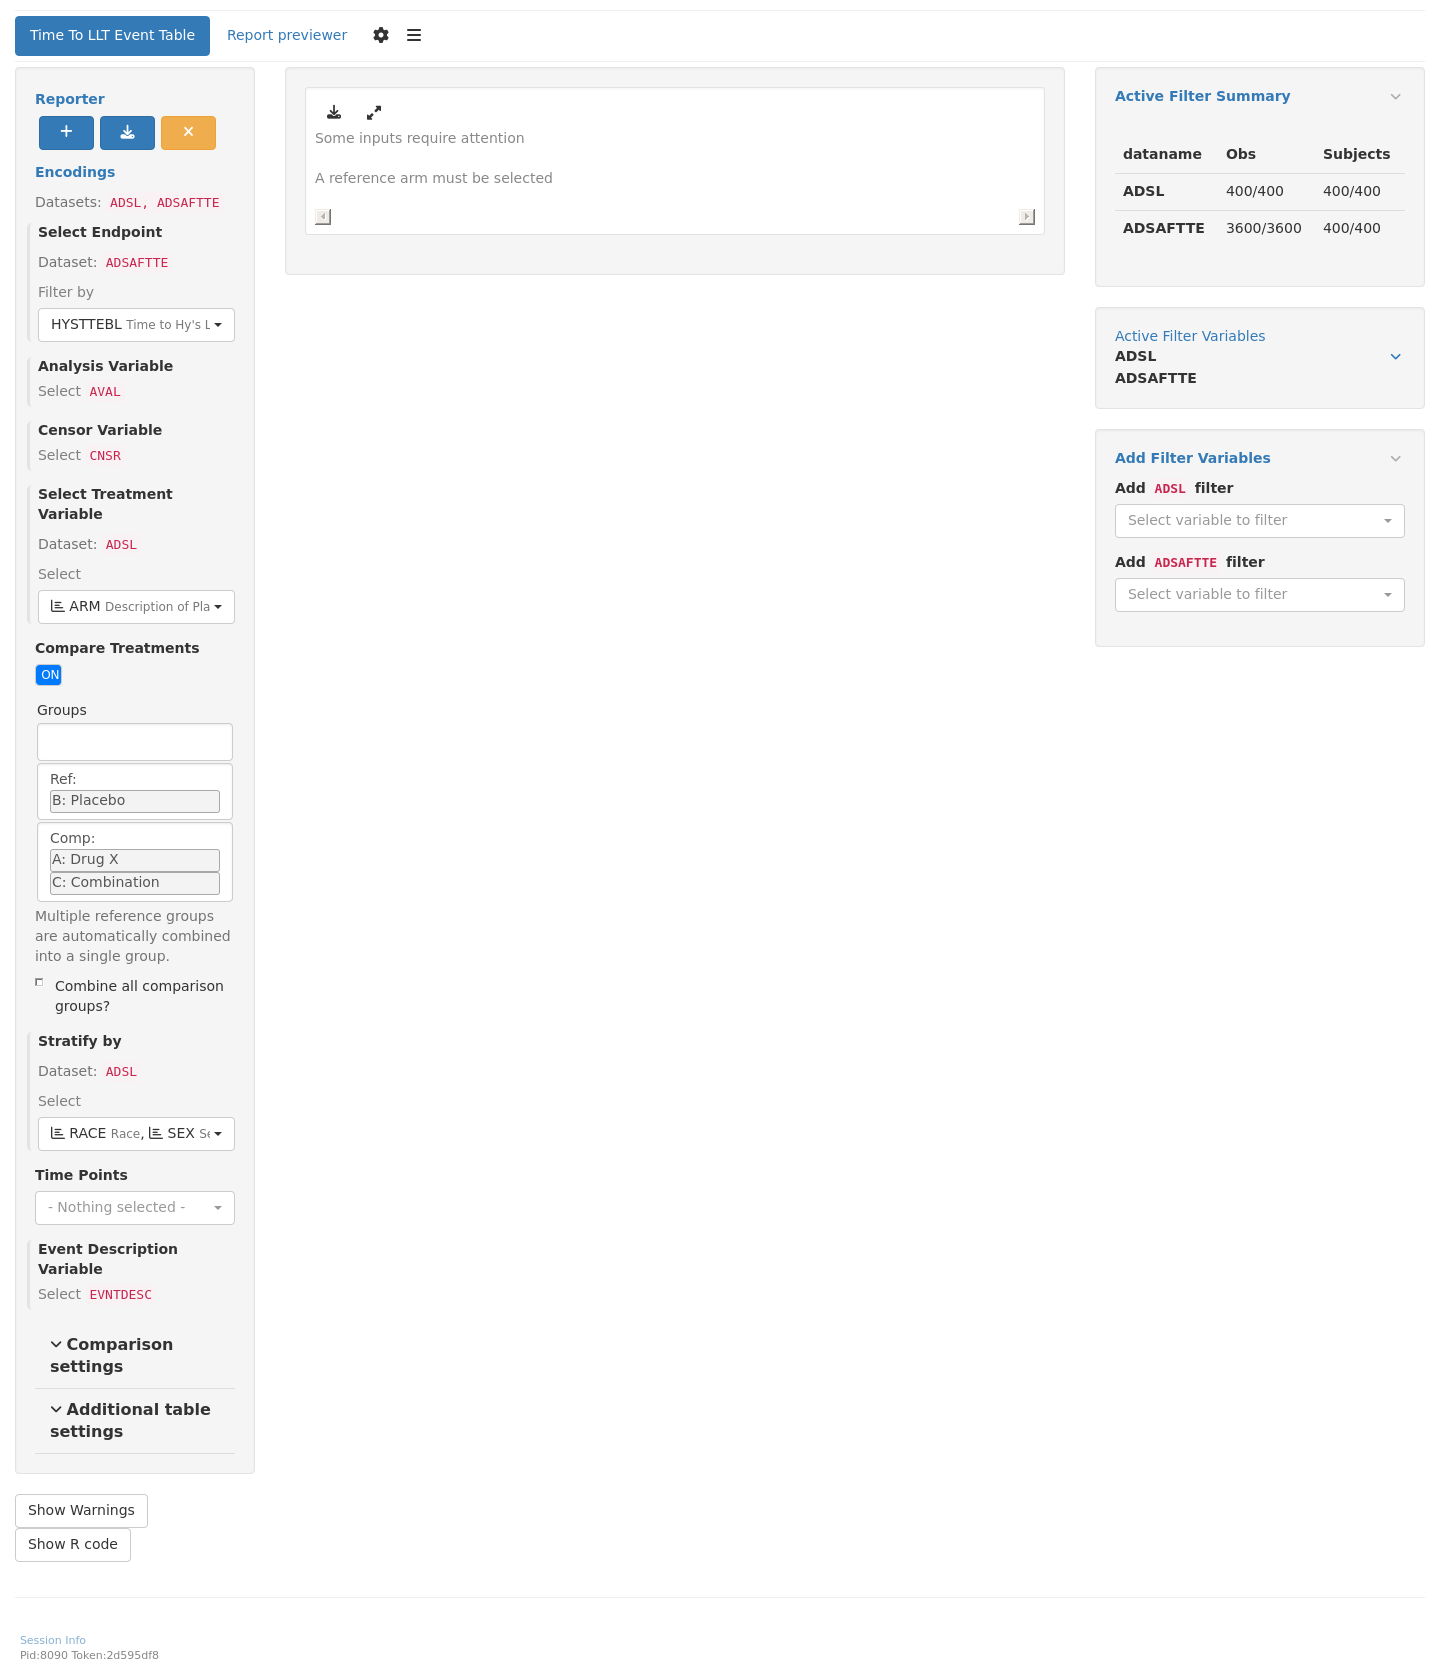 Time To LLT Event Table
Report previewer
Reporter
Encodings
Datasets: ADSL, ADSAFTTE
Select Endpoint
Dataset: ADSAFTTE
Filter by
HYSTTEBL Time to Hy's L
Analysis Variable
Select AVAL
Censor Variable
Select CNSR
Select Treatment
Variable
Dataset: ADSL
Select
ARM Description of Pla
Compare Treatments
ON
Groups
Ref:
B: Placebo
Comp:
A: Drug X
C: Combination
Multiple reference groups
are automatically combined
into a single group.
Combine all comparison
groups?
Stratify by
Dataset: ADSL
Select
RACE Race, SEX Se
Time Points
- Nothing selected -
Event Description
Variable
Select EVNTDESC
Comparison
settings
Additional table
settings
Show Warnings
Show R code
Some inputs require attention
A reference arm must be selected
Active Filter Summary
dataname Obs Subjects
ADSL 400/400 400/400
ADSAFTTE 3600/3600 400/400
Active Filter Variables
ADSL
ADSAFTTE
Add Filter Variables
Add ADSL filter
Select variable to filter
Add ADSAFTTE filter
Select variable to filter
Session Info
Pid:8090 Token:2d595df8